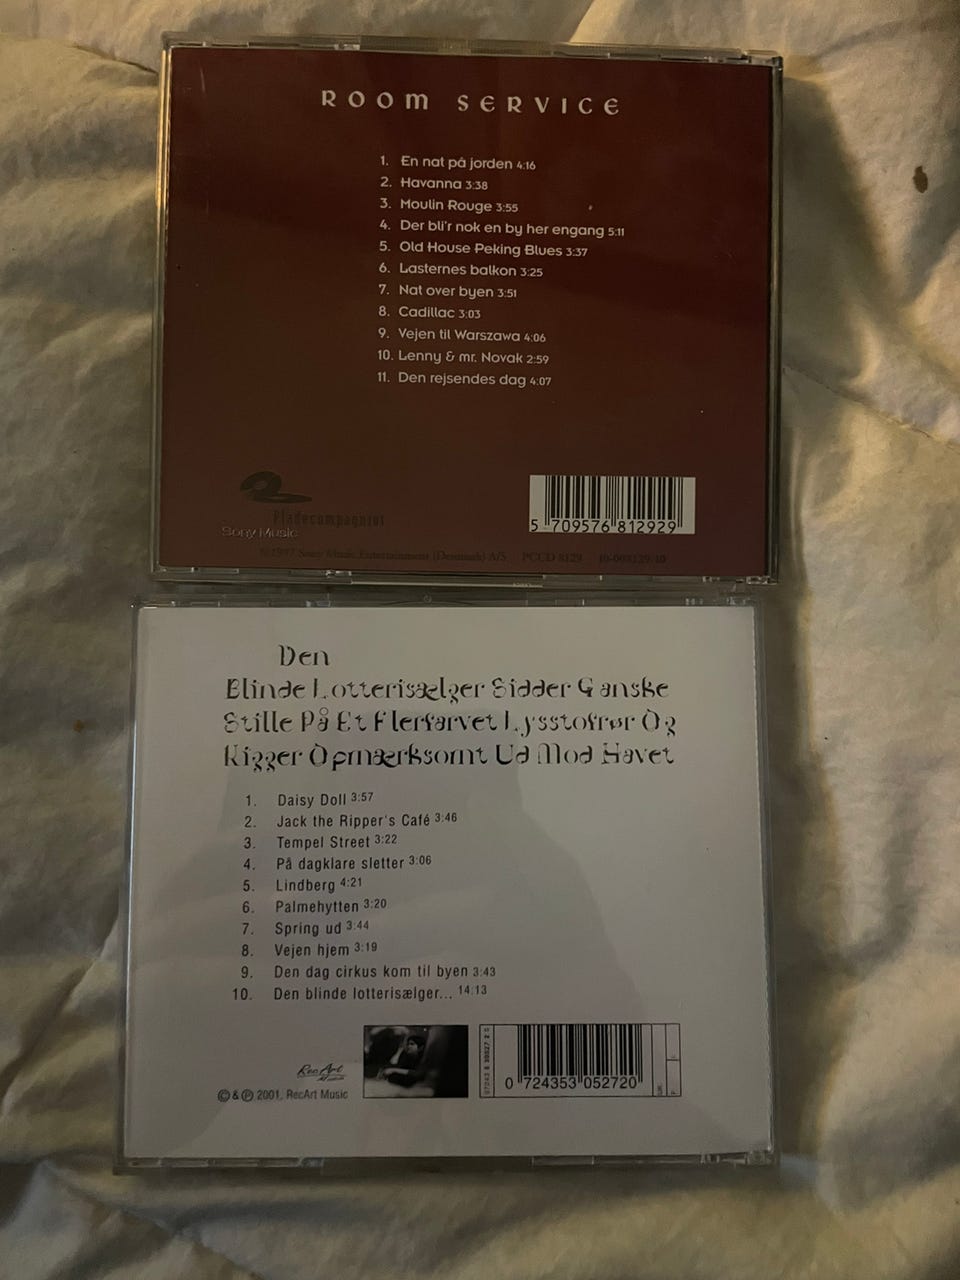 ROOM SERVICE
1. En nat på jorden 4:16
2. Havanna 3:38
3. Moulin Rouge 3:55
4. Der bli'r nok en by her engang 5:11
5. Old House Peking Blues 3:37
6. Lasternes balkon 3:25
7. Nat over byen 3:51
8. Cadillac 3:03
9. Vejen til Warszawa 4:06
10. Lenny & mr. Novak 2:59
11. Den rejsendes dag 4:07
Pladecompagniet
Sony Music
5 709576 812929
©1997 Sony Music Entertainment (Denmark) A/S PCCD 8129
Den
Blinde Lotterisælger Sidder Ganske
Stille På Et Flerfarvet Lysstofrør Og
Kigger Opmærksomt Ud Mod Havet
1. Daisy Doll 3:57
2. Jack the Ripper's Café 3:46
3. Tempel Street 3:22
4. På dagklare sletter 3:06
5. Lindberg 4:21
6. Palmehytten 3:20
7. Spring ud 3:44
8. Vejen hjem 3:19
9. Den dag cirkus kom til byen 3:43
10. Den blinde lotterisælger... 14:13
RecArt
© & ℗ 2001, RecArt Music
0 724353 052720